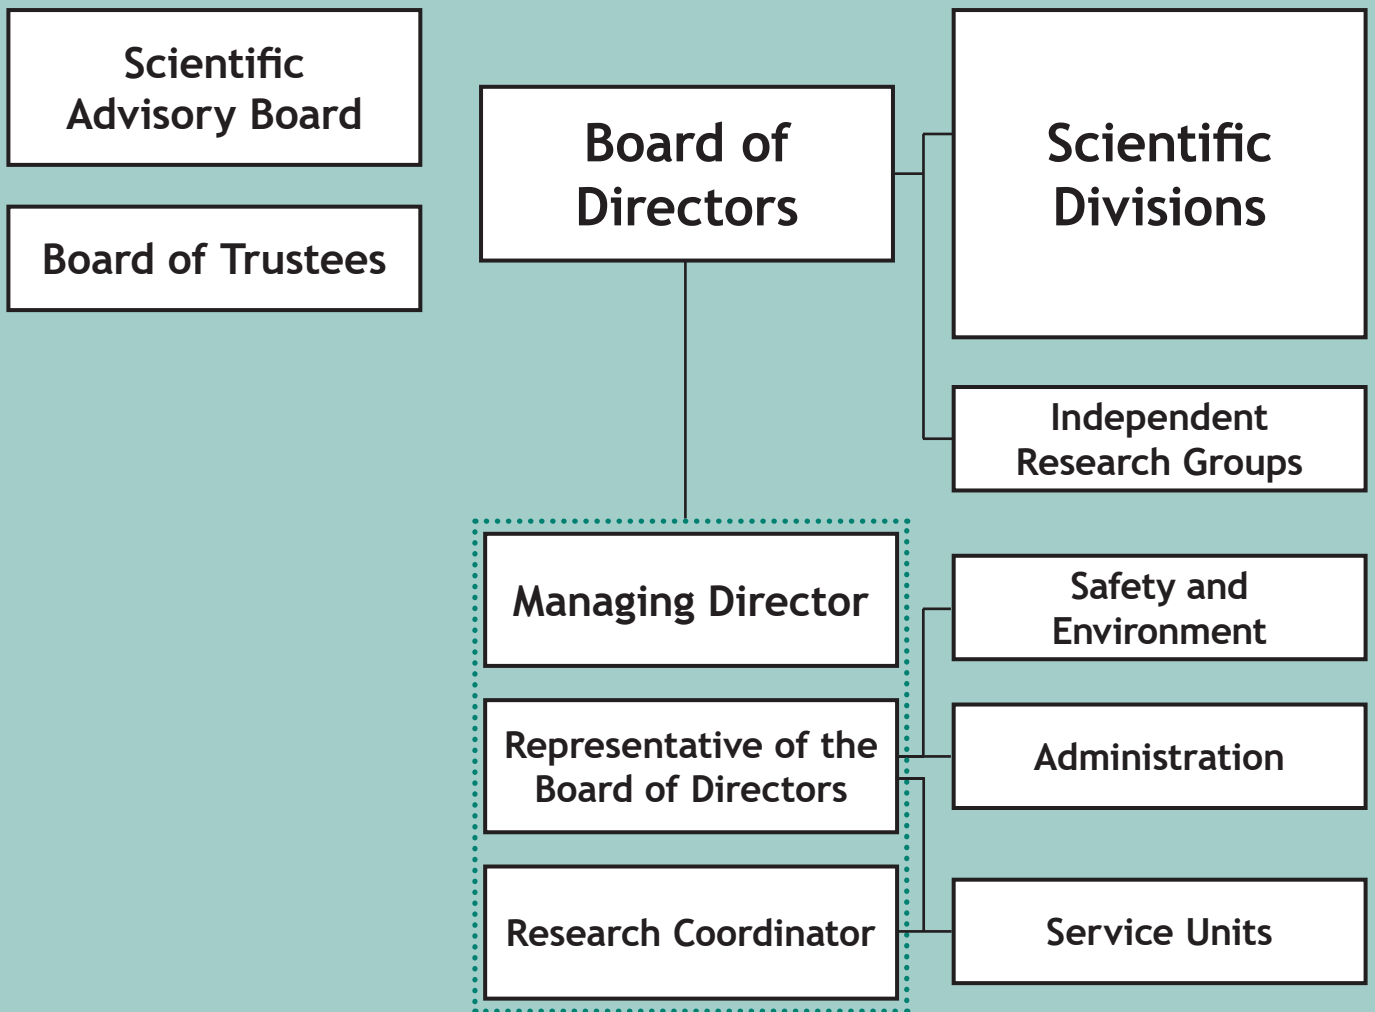 Scientific
Advisory Board
Board of Trustees
Board of
Directors
Scientific
Divisions
Independent
Research Groups
Managing Director
Representative of the
Board of Directors
Research Coordinator
Safety and
Environment
Administration
Service Units